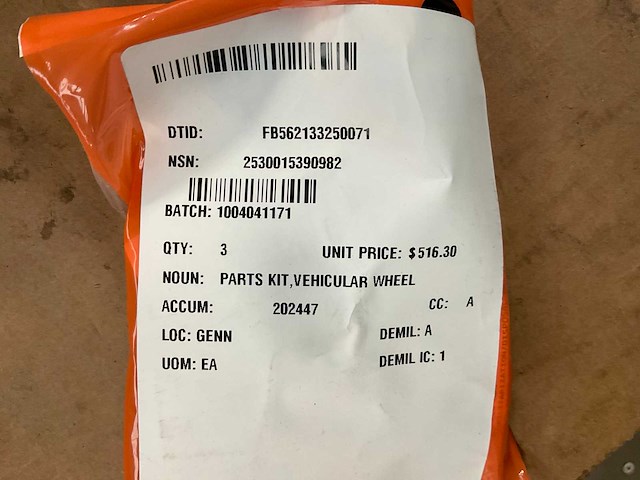 DTID: FB562133250071
NSN: 2530015390982
BATCH: 1004041171
QTY: 3 UNIT PRICE: $516.30
NOUN: PARTS KIT,VEHICULAR WHEEL
ACCUM: 202447 CC: A
LOC: GENN DEMIL: A
UOM: EA DEMIL IC: 1